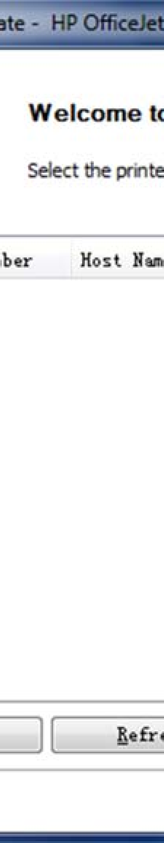 ate - HP OfficeJet
Welcome to
Select the printe
ber Host Nam
Refre